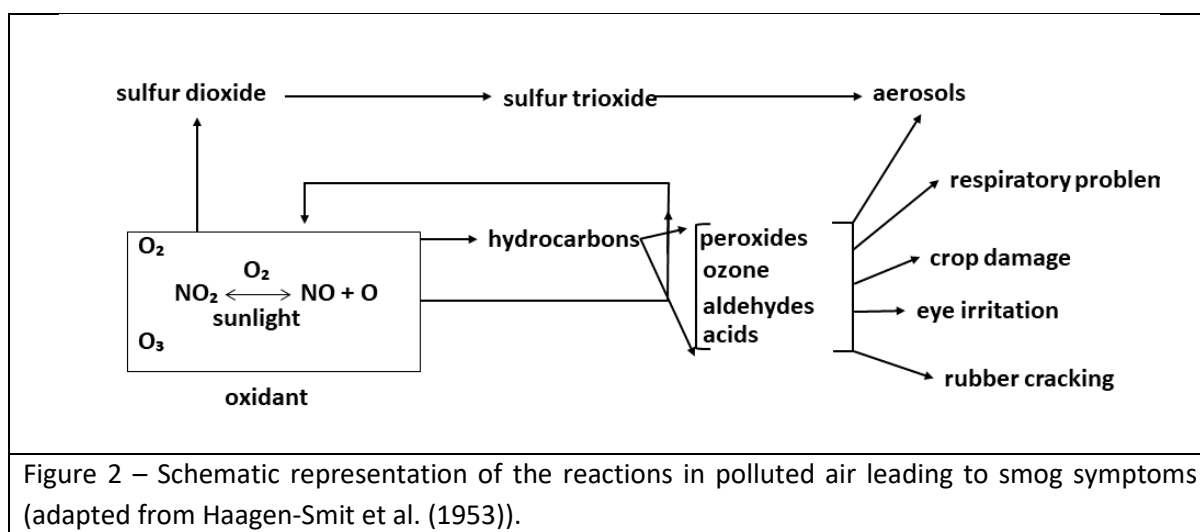 sulfur dioxide
sulfur trioxide
aerosols
respiratory problen
O₂
hydrocarbons
peroxides
crop damage
O₂
ozone
NO₂ NO + O
sunlight
aldehydes
eye irritation
O₃
acids
rubber cracking
oxidant
Figure 2 – Schematic representation of the reactions in polluted air leading to smog symptoms
(adapted from Haagen-Smit et al. (1953)).